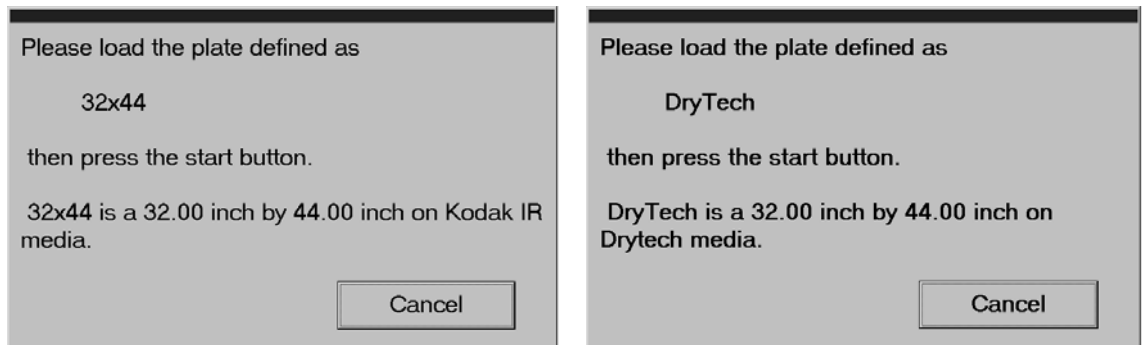 Please load the plate defined as
32x44
then press the start button.
32x44 is a 32.00 inch by 44.00 inch on Kodak IR
media.
Cancel
Please load the plate defined as
DryTech
then press the start button.
DryTech is a 32.00 inch by 44.00 inch on
Drytech media.
Cancel